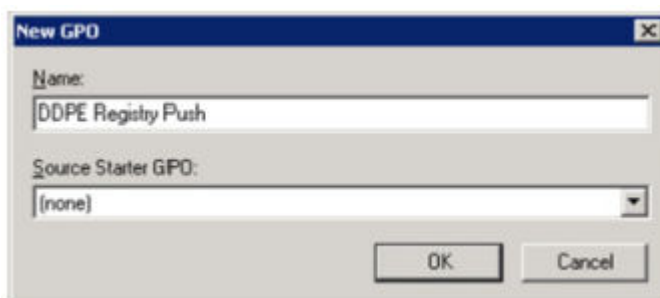 New GPO
Name:
DDPE Registry Push
Source Starter GPO:
(none)
OK Cancel